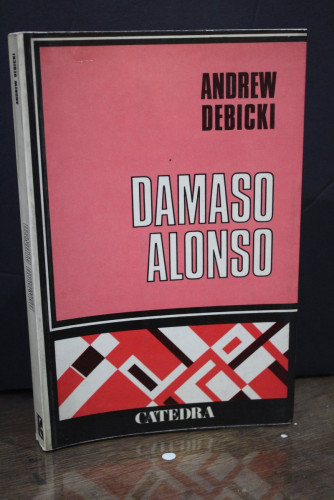 ANDREW
DEBICKI
DAMASO
ALONSO
CATEDRA